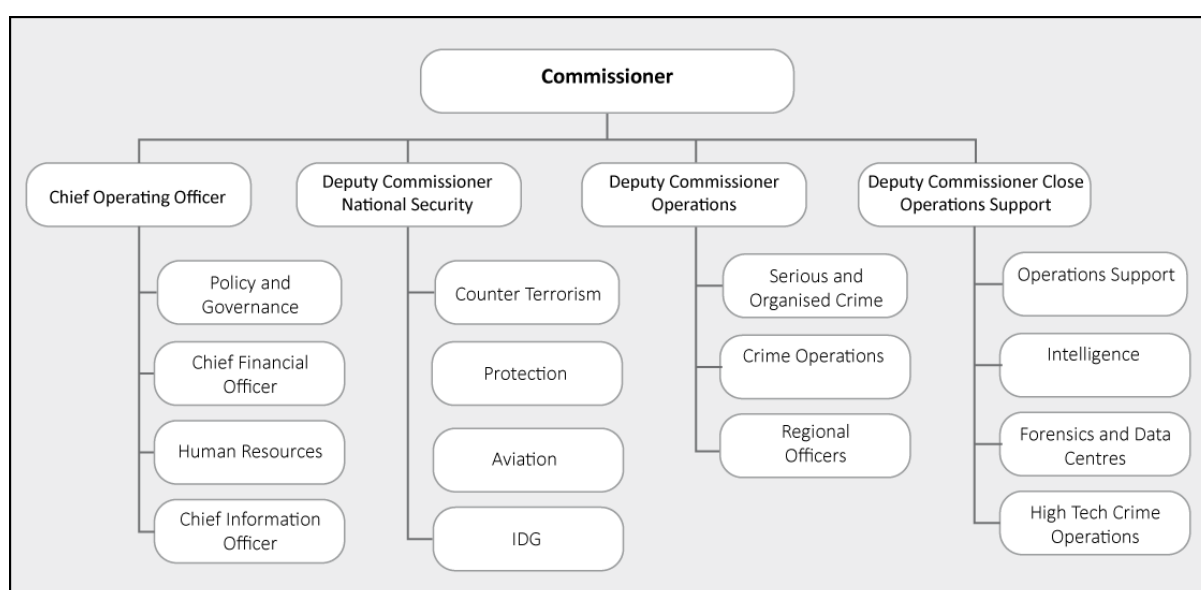 Commissioner
Chief Operating Officer
Deputy Commissioner
National Security
Deputy Commissioner
Operations
Deputy Commissioner Close
Operations Support
Policy and
Governance
Chief Financial
Officer
Human Resources
Chief Information
Officer
Counter Terrorism
Protection
Aviation
IDG
Serious and
Organised Crime
Crime Operations
Regional
Officers
Operations Support
Intelligence
Forensics and Data
Centres
High Tech Crime
Operations